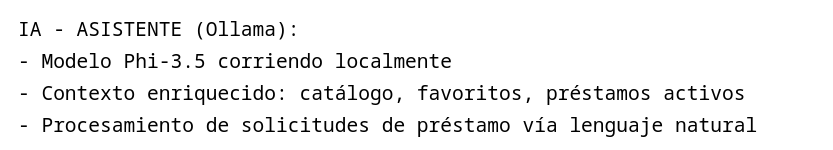 IA - ASISTENTE (Ollama):
- Modelo Phi-3.5 corriendo localmente
- Contexto enriquecido: catálogo, favoritos, préstamos activos
- Procesamiento de solicitudes de préstamo vía lenguaje natural